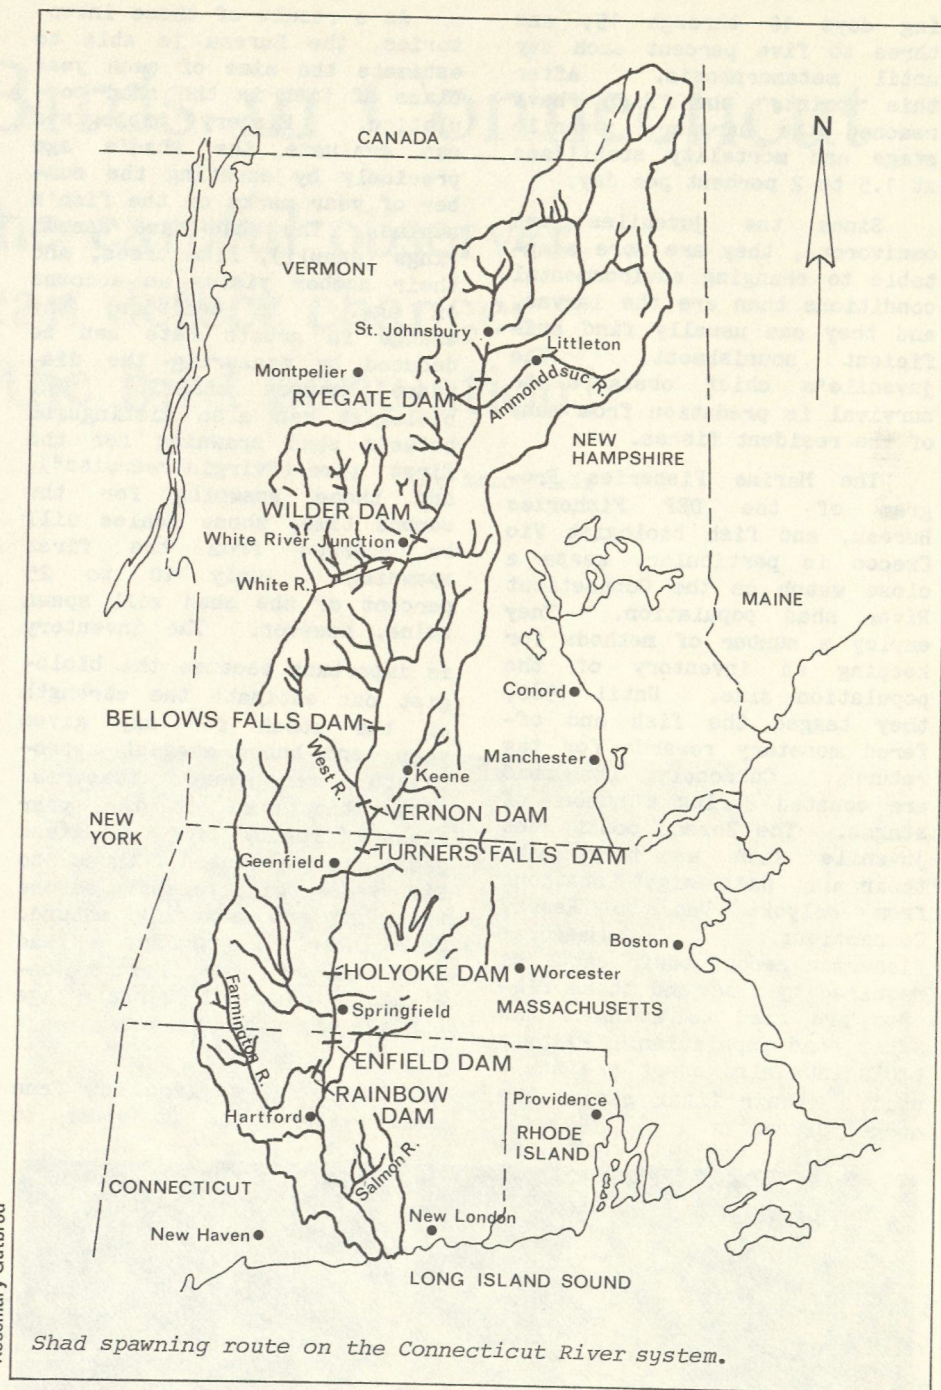 CANADA
N
VERMONT
St. Johnsbury
Littleton
Montpelier
RYEGATE DAM
Ammonddsuc R.
NEW
HAMPSHIRE
WILDER DAM
White River Junction
White R.
MAINE
Conord
BELLOWS FALLS DAM
West R.
Manchester
Keene
NEW
YORK
VERNON DAM
TURNERS FALLS DAM
Geenfield
Boston
HOLYOKE DAM
Worcester
Springfield
MASSACHUSETTS
Farmington R.
ENFIELD DAM
RAINBOW
DAM
Hartford
Providence
RHODE
ISLAND
Salmon R.
CONNECTICUT
New London
New Haven
LONG ISLAND SOUND
Shad spawning route on the Connecticut River system.